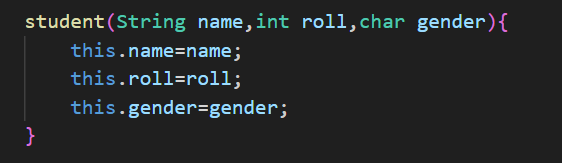 student(String name,int roll,char gender){
    this.name=name;
    this.roll=roll;
    this.gender=gender;
}